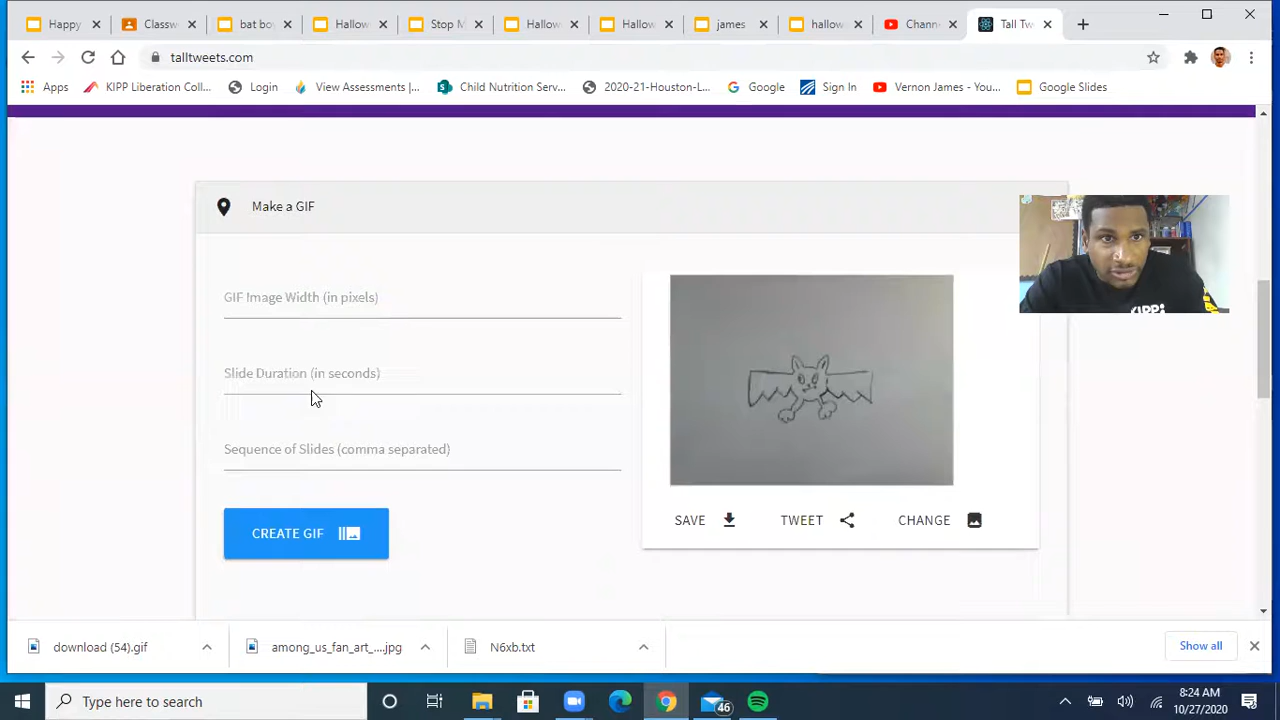 Happy
Classw
bat bo
Hallow
Stop M
Hallow
Hallow
james
hallow
Chann
Tall Tw
talltweets.com
Apps
KIPP Liberation Coll...
Login
View Assessments |...
Child Nutrition Serv...
2020-21-Houston-L...
Google
Sign In
Vernon James - You...
Google Slides
Make a GIF
GIF Image Width (in pixels)
Slide Duration (in seconds)
Sequence of Slides (comma separated)
CREATE GIF
SAVE
TWEET
CHANGE
KIPP:
download (54).gif
among_us_fan_art_....jpg
N6xb.txt
Show all
Type here to search
46
8:24 AM
10/27/2020